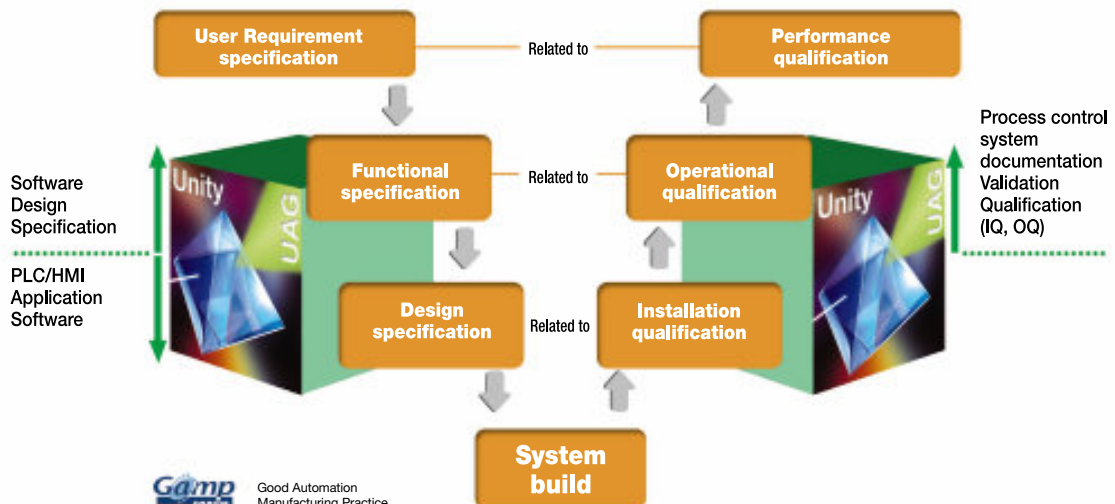 User Requirement
specification
Related to
Performance
qualification
Process control
system
documentation
Validation
Qualification
(IQ, OQ)
Software
Design
Specification
PLC/HMI
Application
Software
Unity
UAG
Functional
specification
Related to
Operational
qualification
Unity
UAG
Design
specification
Related to
Installation
qualification
System
build
Gamp
Good Automation
Manufacturing Practice